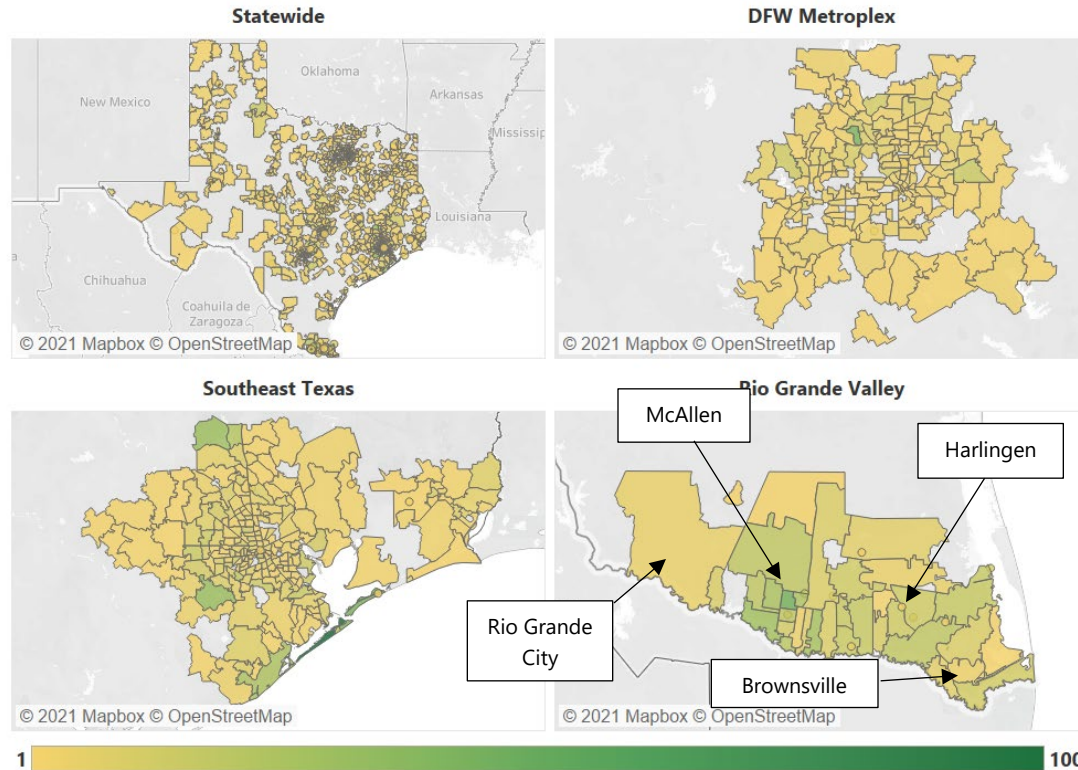 Statewide
DFW Metroplex
Oklahoma
New Mexico
Arkansas
Mississip
Louisiana
Chihuahua
Coahuila de
Zaragoza
© 2021 Mapbox © OpenStreetMap
© 2021 Mapbox © OpenStreetMap
Southeast Texas
Rio Grande Valley
McAllen
Harlingen
Rio Grande
City
Brownsville
© 2021 Mapbox © OpenStreetMap
© 2021 Mapbox © OpenStreetMap
1
100